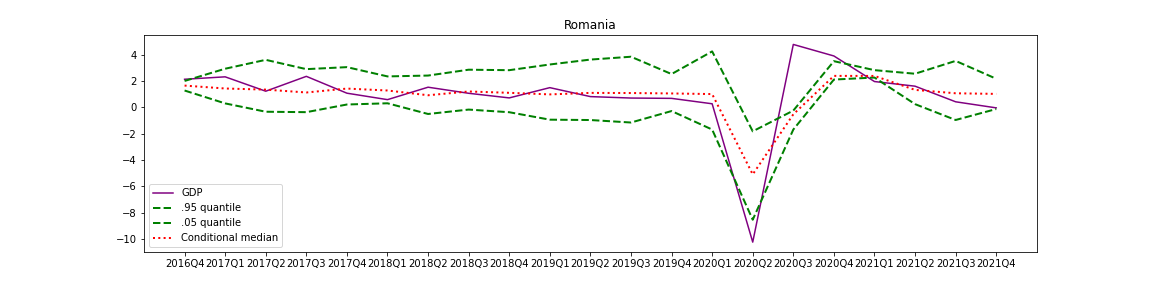 Romania
4
2
0
−2
−4
−6
−8
−10
GDP
.95 quantile
.05 quantile
Conditional median
2016Q4 2017Q1 2017Q2 2017Q3 2017Q4 2018Q1 2018Q2 2018Q3 2018Q4 2019Q1 2019Q2 2019Q3 2019Q4 2020Q1 2020Q2 2020Q3 2020Q4 2021Q1 2021Q2 2021Q3 2021Q4